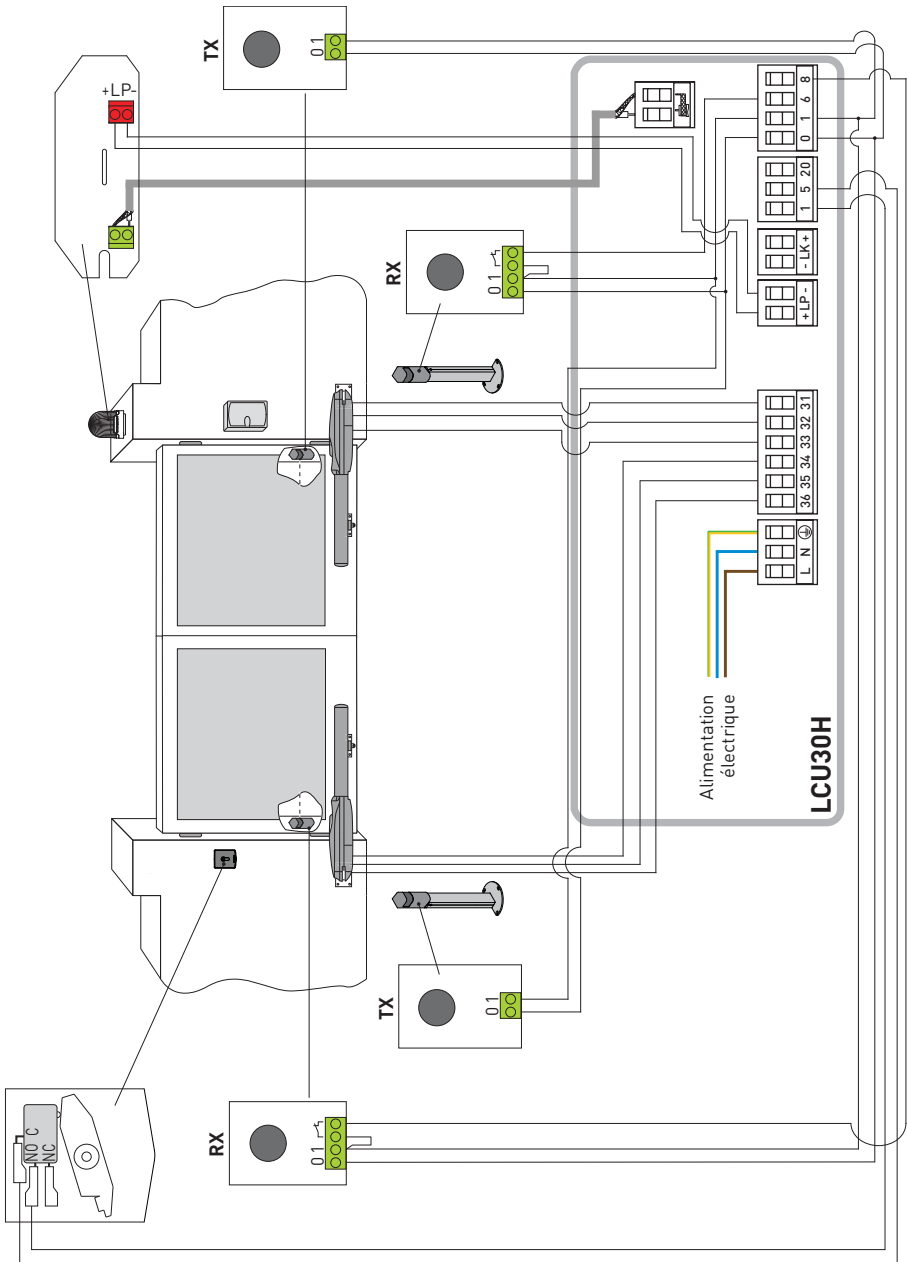 TX
0 1
+LP-
RX
0 1
NO C
NC
RX
0 1
TX
0 1
0 1 6 8
1 5 20
- LK +
+ LP -
36 35 34 33 32 31
L N
Alimentation
électrique
LCU30H